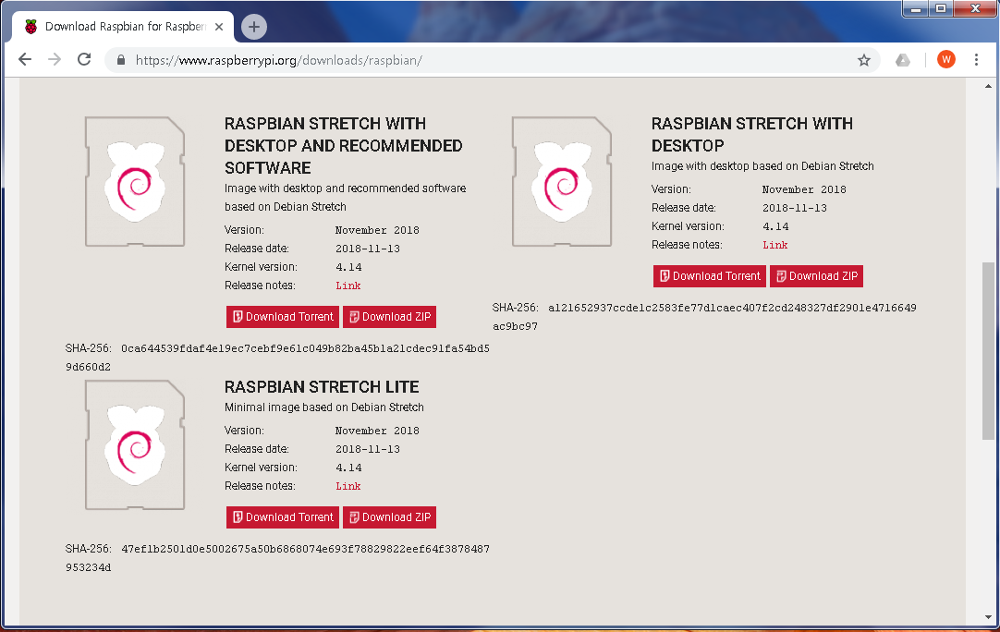 Download Raspbian for Raspberr
https://www.raspberrypi.org/downloads/raspbian/
W
RASPBIAN STRETCH WITH
DESKTOP AND RECOMMENDED
SOFTWARE
Image with desktop and recommended software
based on Debian Stretch
Version: November 2018
Release date: 2018-11-13
Kernel version: 4.14
Release notes: Link
Download Torrent Download ZIP
SHA-256: 0ca644539fdaf4e19ec7cebf9e61c049b82ba45b1a21cdec91fa54bd5
9d660d2
RASPBIAN STRETCH WITH
DESKTOP
Image with desktop based on Debian Stretch
Version: November 2018
Release date: 2018-11-13
Kernel version: 4.14
Release notes: Link
Download Torrent Download ZIP
SHA-256: a121652937ccde1c2583fe77d1caec407f2cd248327df2901e4716649
ac9bc97
RASPBIAN STRETCH LITE
Minimal image based on Debian Stretch
Version: November 2018
Release date: 2018-11-13
Kernel version: 4.14
Release notes: Link
Download Torrent Download ZIP
SHA-256: 47ef1b2501d0e5002675a50b6868074e693f78829822eef64f3878487
953234d